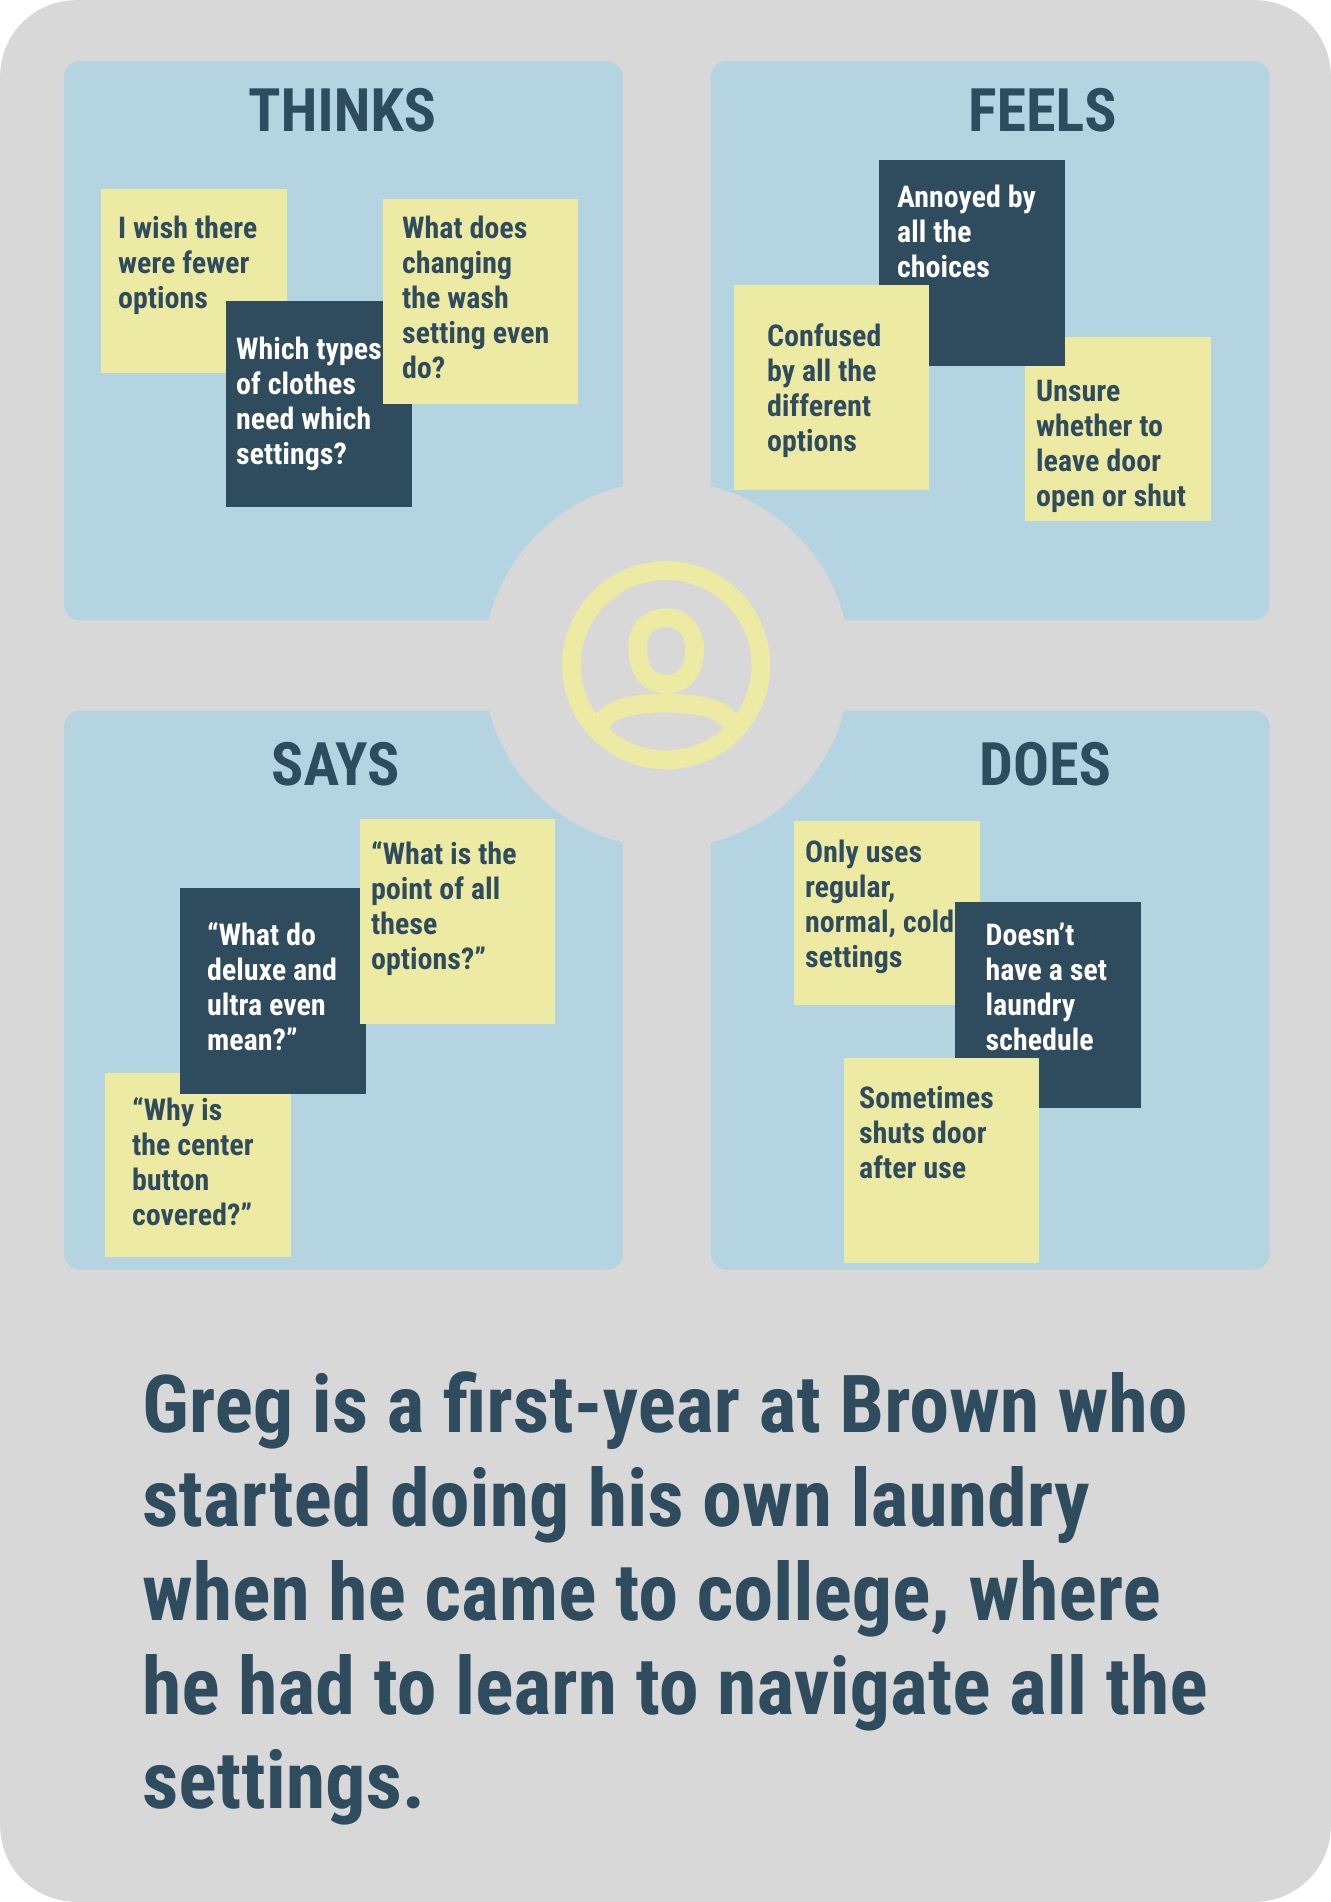 THINKS
I wish there
were fewer
options
Which types
of clothes
need which
settings?
What does
changing
the wash
setting even
do?
FEELS
Annoyed by
all the
choices
Confused
by all the
different
options
Unsure
whether to
leave door
open or shut
SAYS
“What is the
point of all
these
options?”
“What do
deluxe and
ultra even
mean?”
“Why is
the center
button
covered?”
DOES
Only uses
regular,
normal, cold
settings
Doesn’t
have a set
laundry
schedule
Sometimes
shuts door
after use
Greg is a first-year at Brown who
started doing his own laundry
when he came to college, where
he had to learn to navigate all the
settings.